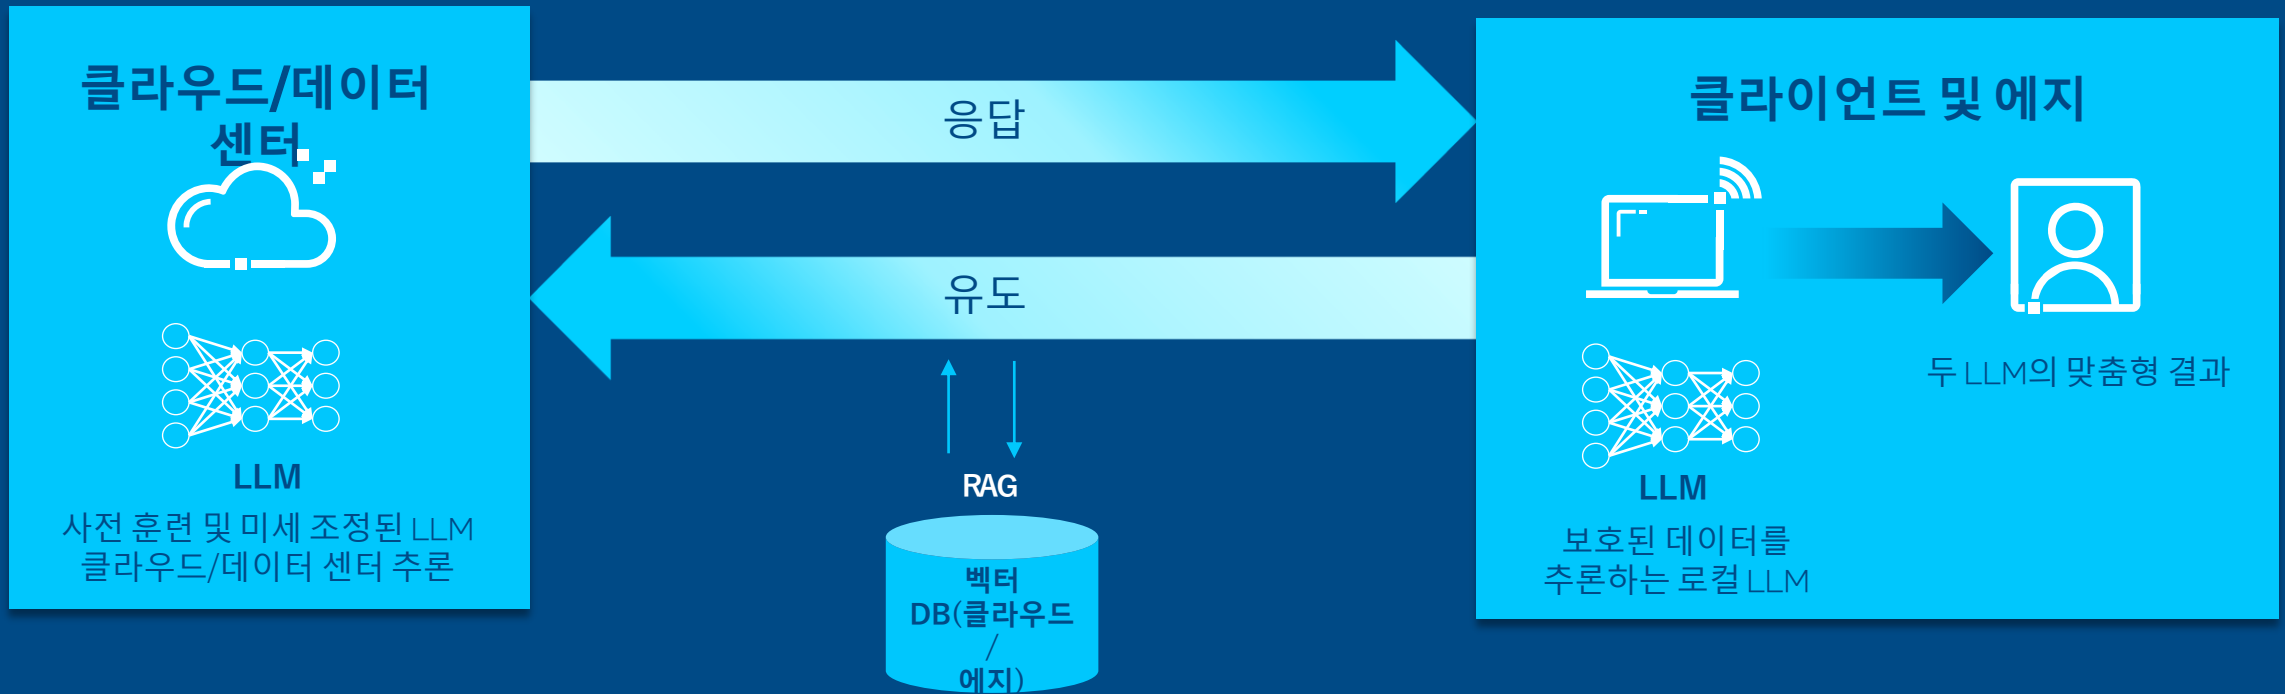 클라우드/데이터
센터
LLM
사전 훈련 및 미세 조정된 LLM
클라우드/데이터 센터 추론
응답
유도
RAG
벡터
DB(클라우드
/
에지)
클라이언트 및 에지
LLM
보호된 데이터를
추론하는 로컬 LLM
두 LLM의 맞춤형 결과